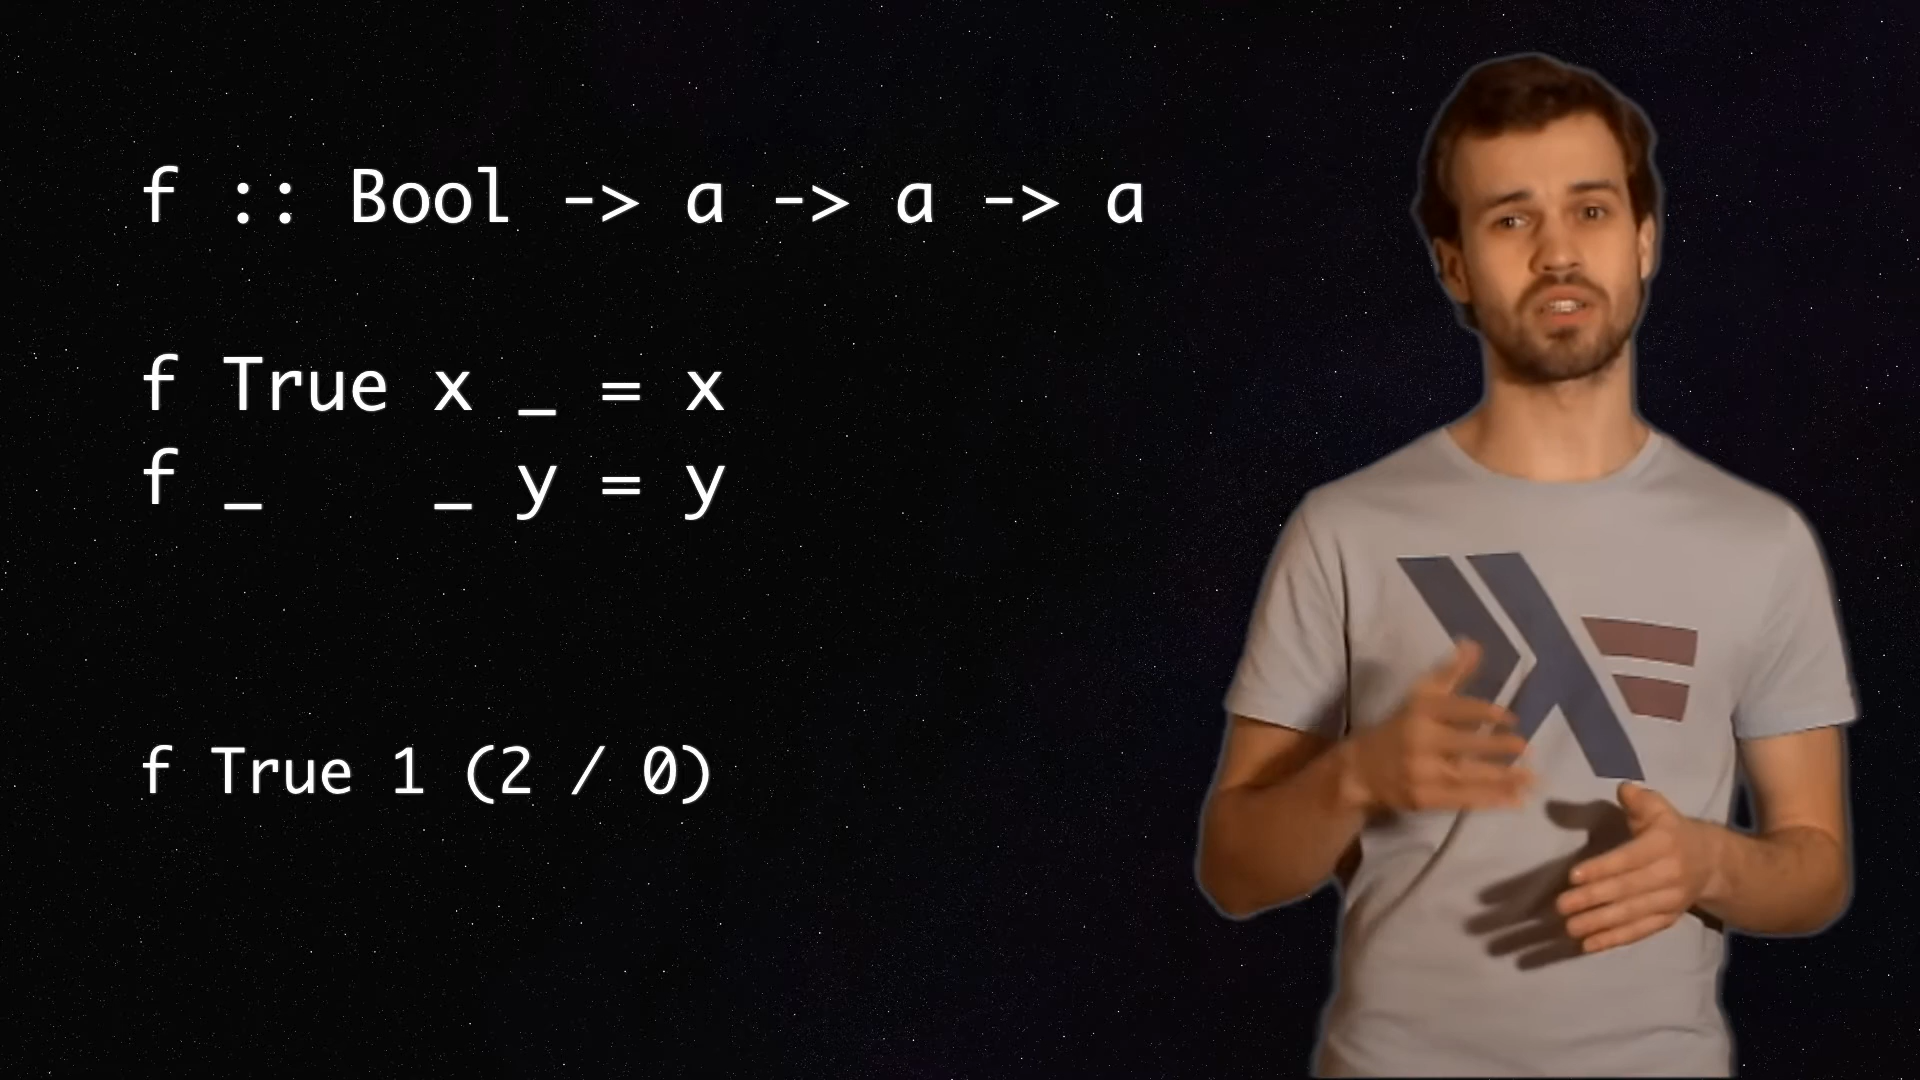 f :: Bool -> a -> a -> a
f True x _ = x
f _    _ y = y
f True 1 (2 / 0)